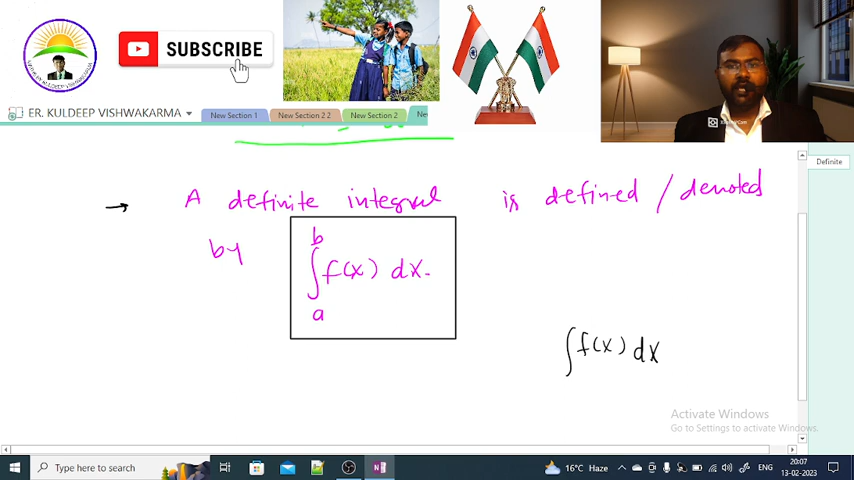 SUBSCRIBE
ER. KULDEEP VISHWAKARMA
New Section 1
New Section 2 2
New Section 2
Ne
Definite
→ A definite integral is defined / denoted
by
b
∫f(x) dx.
a
∫f(x) dx
Activate Windows
Go to Settings to activate Windows.
Type here to search
16°C Haze
ENG
20:07
13-02-2023